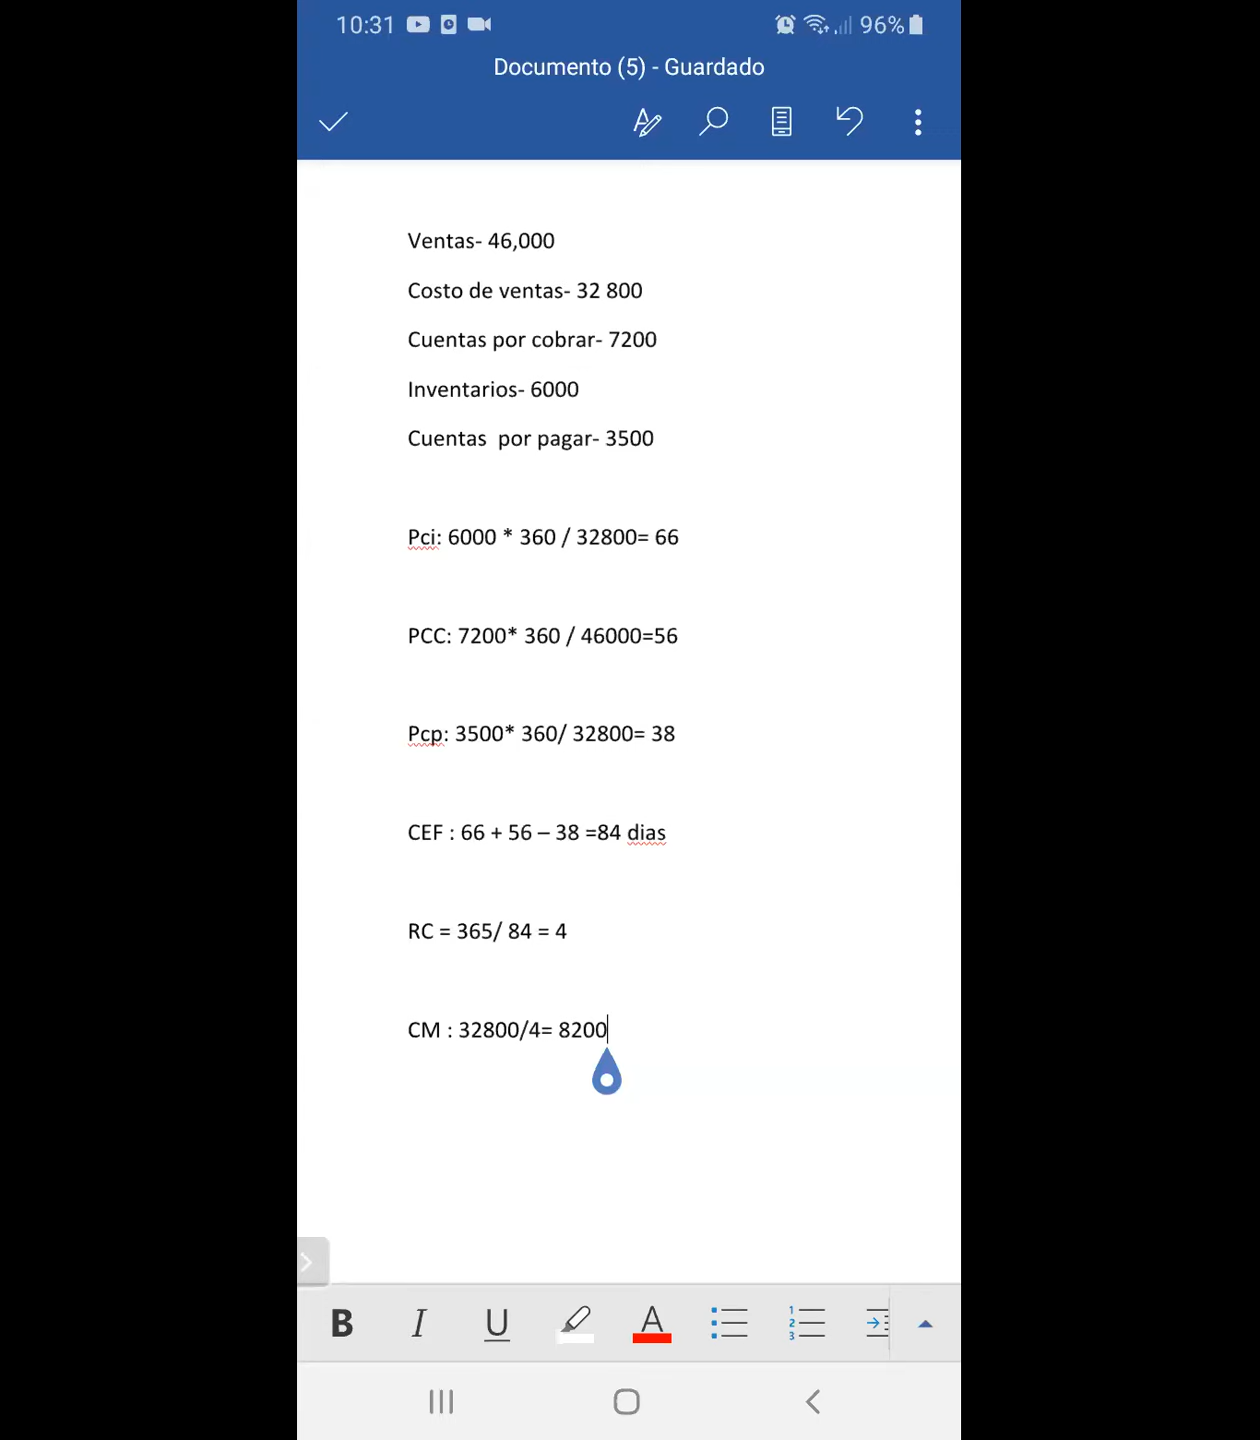 10:31 96%
Documento (5) - Guardado
Ventas- 46,000
Costo de ventas- 32 800
Cuentas por cobrar- 7200
Inventarios- 6000
Cuentas  por pagar- 3500
Pci: 6000 * 360 / 32800= 66
PCC: 7200* 360 / 46000=56
Pcp: 3500* 360/ 32800= 38
CEF : 66 + 56 – 38 =84 dias
RC = 365/ 84 = 4
CM : 32800/4= 8200
B I U A